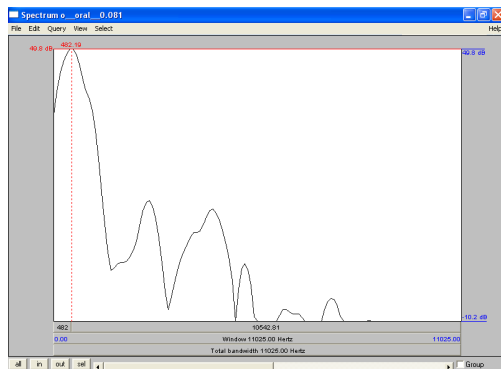 Spectrum o__oral__0.081
File Edit Query View Select Help
482.19
49.8 dB
49.8 dB
-10.2 dB
482 10542.81
0.00 Window 11025.00 Hertz 11025.00
Total bandwidth 11025.00 Hertz
all in out sel Group